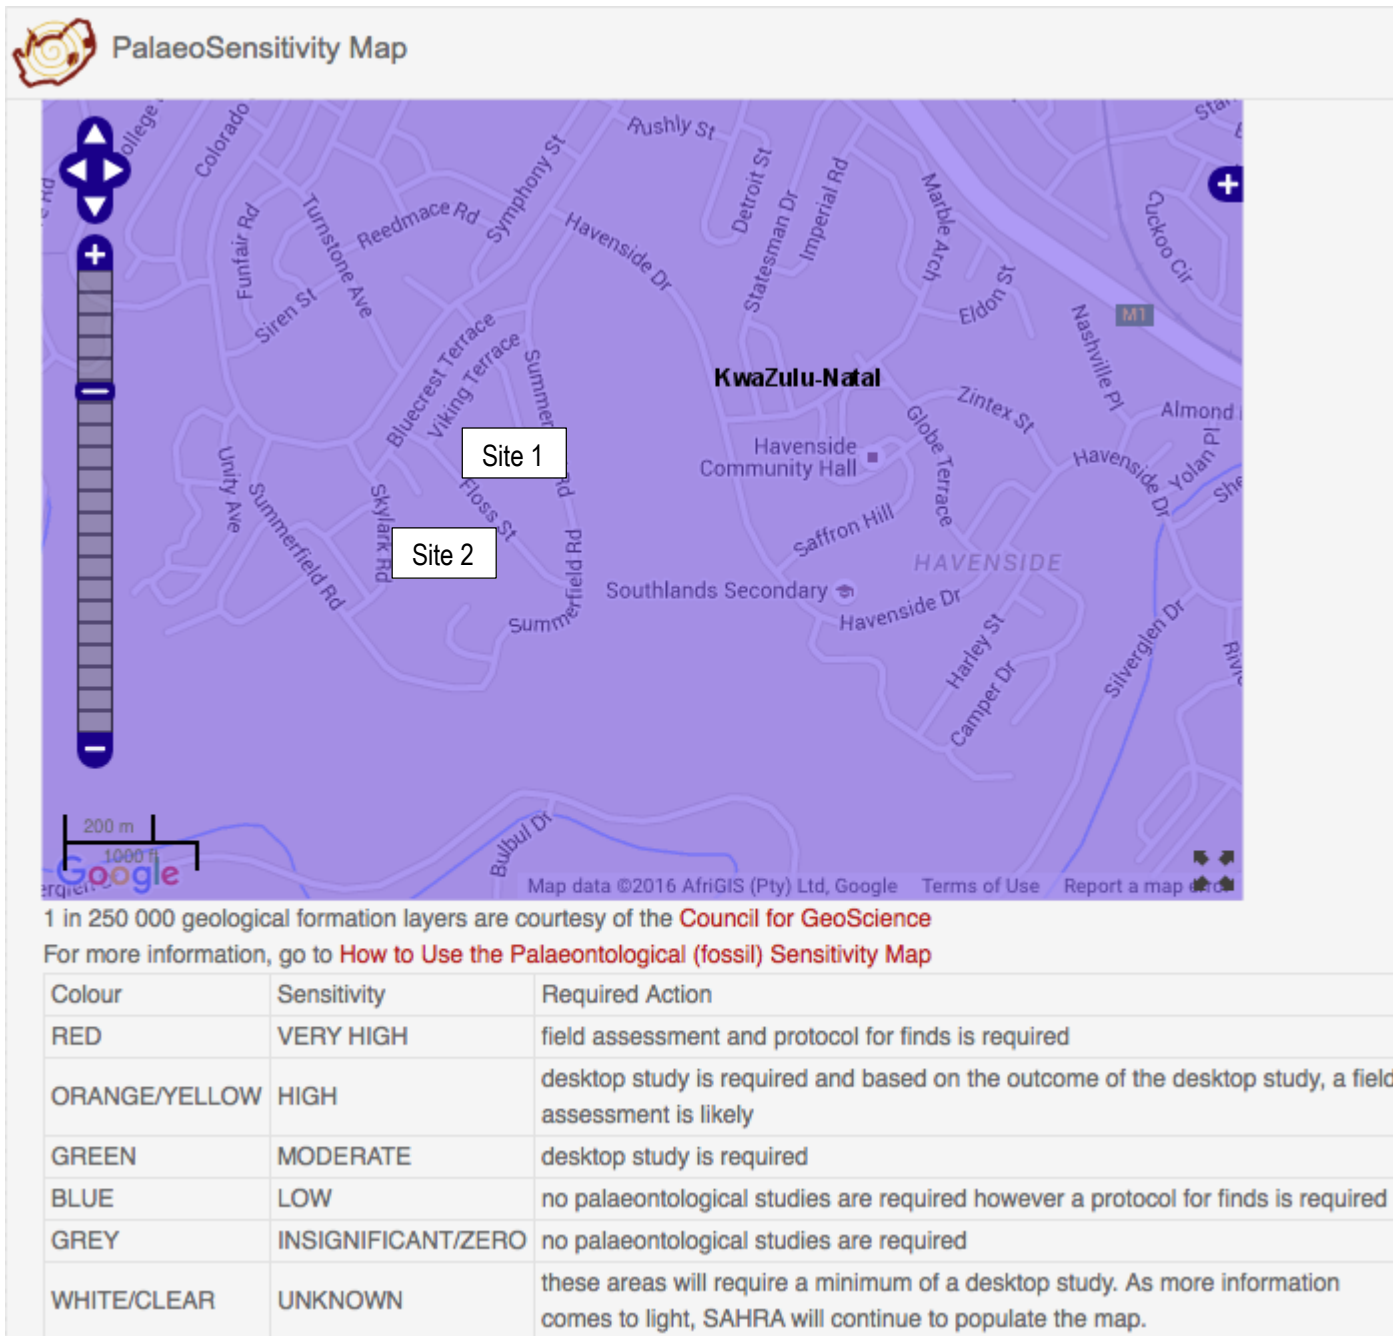 PalaeoSensitivity Map
ollege
Colorado
Rushly St
Symphony St
Detroit St
Statesman Dr
Imperial Rd
Marble Arch
Cuckoo Cir
Funfair Rd
Turnstone Ave
Reedmace Rd
Havenside Dr
Siren St
Eldon St
M1
Nashville Pl
Bluecrest Terrace
Viking Terrace
KwaZulu-Natal
Zintex St
Almond
Globe Terrace
Site 1
Havenside
Community Hall
Havenside Dr
Yolan Pl
Unity Ave
Summerfield Rd
Skylark Rd
Floss St
Saffron Hill
Site 2
Summerfield Rd
HAVENSIDE
Southlands Secondary
Havenside Dr
Harley St
Silverglen Dr
Camper Dr
200 m
1000 ft
Google
Bulbul Dr
Map data ©2016 AfriGIS (Pty) Ltd, Google Terms of Use Report a map error
1 in 250 000 geological formation layers are courtesy of the Council for GeoScience
For more information, go to How to Use the Palaeontological (fossil) Sensitivity Map
Colour Sensitivity Required Action
RED VERY HIGH field assessment and protocol for finds is required
ORANGE/YELLOW HIGH desktop study is required and based on the outcome of the desktop study, a field
assessment is likely
GREEN MODERATE desktop study is required
BLUE LOW no palaeontological studies are required however a protocol for finds is required
GREY INSIGNIFICANT/ZERO no palaeontological studies are required
WHITE/CLEAR UNKNOWN these areas will require a minimum of a desktop study. As more information
comes to light, SAHRA will continue to populate the map.